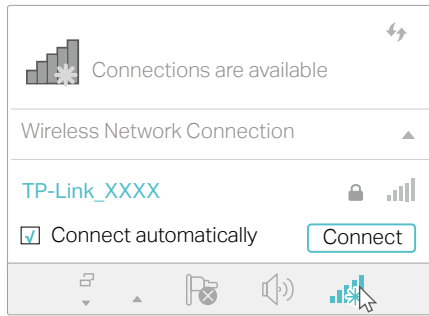 Connections are available
Wireless Network Connection
TP-Link_XXXX
Connect automatically
Connect